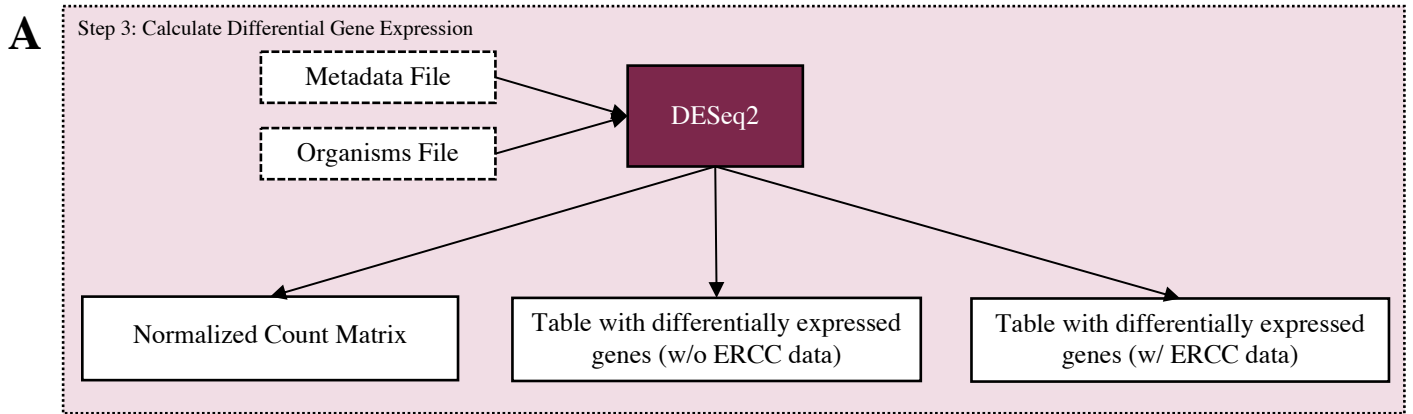 A
Step 3: Calculate Differential Gene Expression
Metadata File
DESeq2
Organisms File
Normalized Count Matrix
Table with differentially expressed
genes (w/o ERCC data)
Table with differentially expressed
genes (w/ ERCC data)